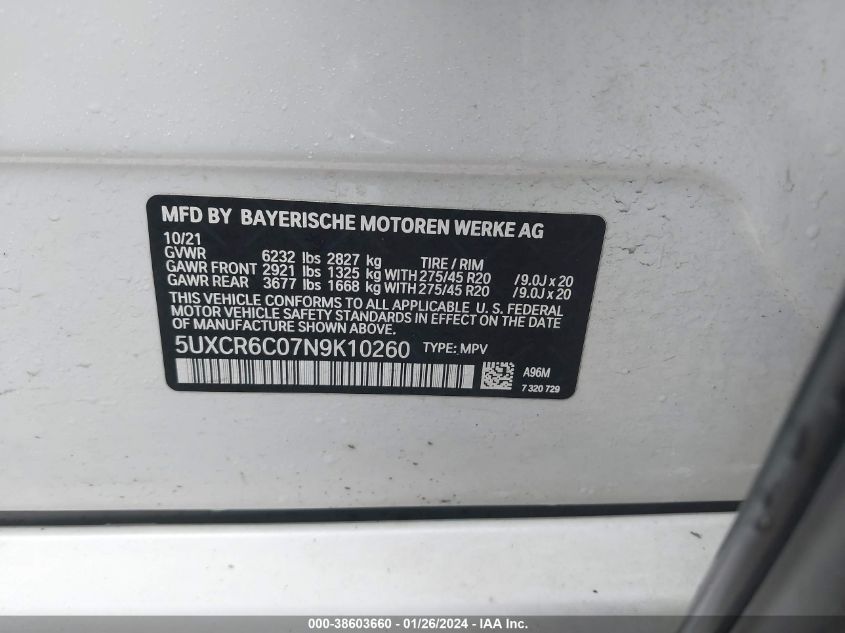 MFD BY BAYERISCHE MOTOREN WERKE AG
10/21
GVWR 6232 lbs 2827 kg TIRE / RIM
GAWR FRONT 2921 lbs 1325 kg WITH 275/45 R20 /9.0J x 20
GAWR REAR 3677 lbs 1668 kg WITH 275/45 R20 /9.0J x 20
THIS VEHICLE CONFORMS TO ALL APPLICABLE U. S. FEDERAL
MOTOR VEHICLE SAFETY STANDARDS IN EFFECT ON THE DATE
OF MANUFACTURE SHOWN ABOVE.
5UXCR6C07N9K10260 TYPE: MPV
A96M
7 320 729
000-38603660 - 01/26/2024 - IAA Inc.